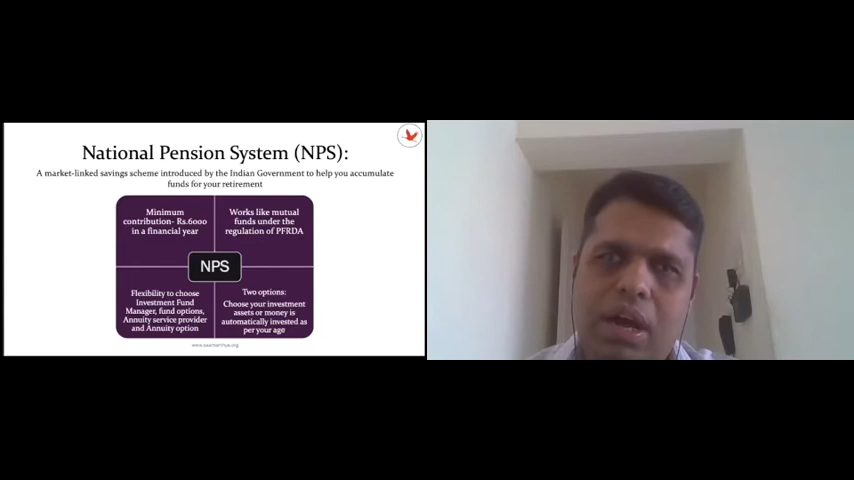 National Pension System (NPS):
A market-linked savings scheme introduced by the Indian Government to help you accumulate
funds for your retirement
Minimum
contribution- Rs.6000
in a financial year
Works like mutual
funds under the
regulation of PFRDA
NPS
Flexibility to choose
Investment Fund
Manager, fund options,
Annuity service provider
and Annuity option
Two options:
Choose your investment
assets or money is
automatically invested as
per your age